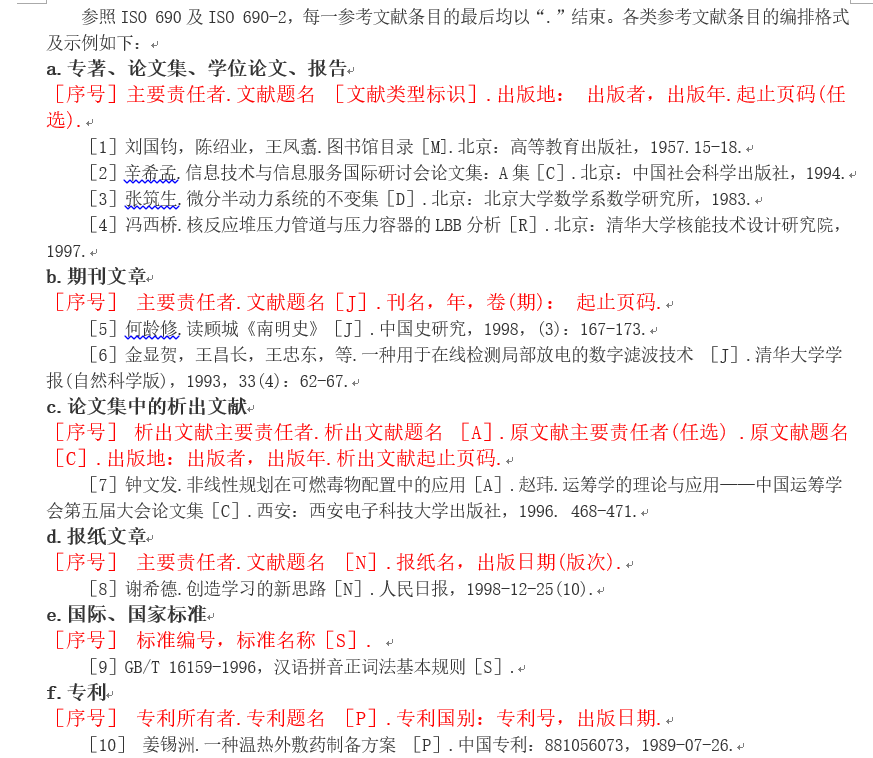 参照ISO 690及ISO 690-2，每一参考文献条目的最后均以“.”结束。各类参考文献条目的编排格式
及示例如下：
a.专著、论文集、学位论文、报告
［序号］主要责任者.文献题名 ［文献类型标识］.出版地： 出版者，出版年.起止页码(任
选).
［1］刘国钧，陈绍业，王凤翥.图书馆目录［M].北京：高等教育出版社，1957.15-18.
［2］辛希孟.信息技术与信息服务国际研讨会论文集：A集［C］.北京：中国社会科学出版社，1994.
［3］张筑生.微分半动力系统的不变集［D］.北京：北京大学数学系数学研究所，1983.
［4］冯西桥.核反应堆压力管道与压力容器的LBB分析［R］.北京：清华大学核能技术设计研究院，
1997.
b.期刊文章
［序号］ 主要责任者.文献题名［J］.刊名，年，卷(期)： 起止页码.
［5］何龄修.读顾城《南明史》［J］.中国史研究，1998，(3)：167-173.
［6］金显贺，王昌长，王忠东，等.一种用于在线检测局部放电的数字滤波技术 ［J］.清华大学学
报(自然科学版)，1993，33(4)：62-67.
c.论文集中的析出文献
［序号］ 析出文献主要责任者.析出文献题名 ［A］.原文献主要责任者(任选) .原文献题名
［C］.出版地：出版者，出版年.析出文献起止页码.
［7］钟文发.非线性规划在可燃毒物配置中的应用［A］.赵玮.运筹学的理论与应用——中国运筹学
会第五届大会论文集［C］.西安：西安电子科技大学出版社，1996. 468-471.
d.报纸文章
［序号］ 主要责任者.文献题名 ［N］.报纸名，出版日期(版次).
［8］谢希德.创造学习的新思路［N］.人民日报，1998-12-25(10).
e.国际、国家标准
［序号］ 标准编号，标准名称［S］.
［9］GB/T 16159-1996，汉语拼音正词法基本规则［S］.
f.专利
［序号］ 专利所有者.专利题名 ［P］.专利国别：专利号，出版日期.
［10］ 姜锡洲.一种温热外敷药制备方案 ［P］.中国专利：881056073，1989-07-26.